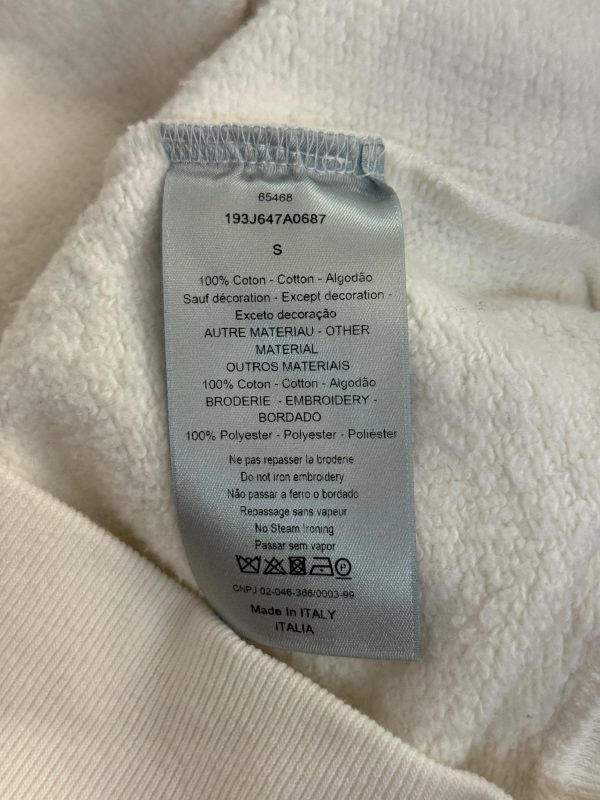 65468
193J647A0687
S
100% Coton - Cotton - Algodão
Sauf décoration - Except decoration -
Exceto decoração
AUTRE MATERIAU - OTHER
MATERIAL
OUTROS MATERIAIS
100% Coton - Cotton - Algodão
BRODERIE - EMBROIDERY -
BORDADO
100% Polyester - Polyester - Poliéster
Ne pas repasser la broderie
Do not iron embroidery
Não passar a ferro o bordado
Repassage sans vapeur
No Steam Ironing
Passar sem vapor
P
CNPJ 02-046-366/0003-99
Made In ITALY
ITALIA